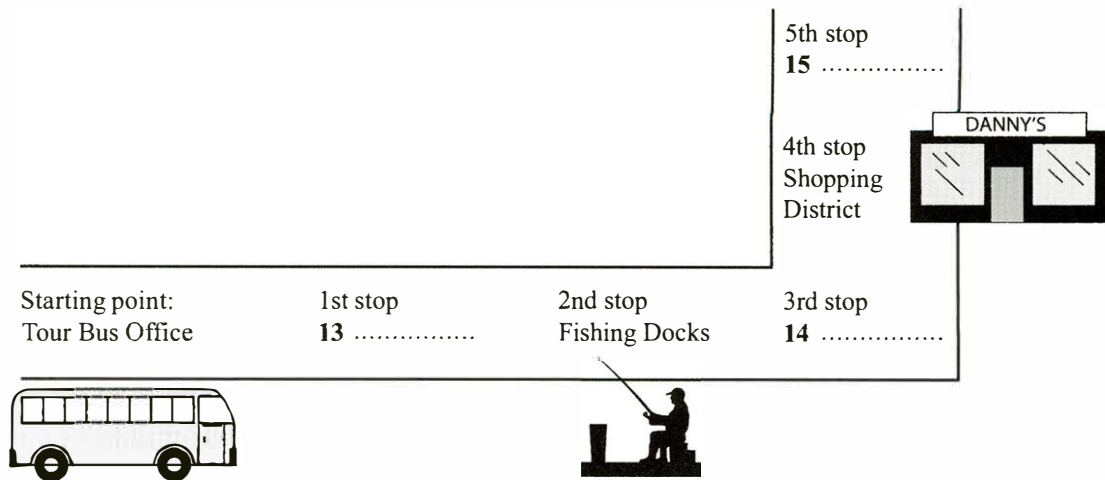 5th stop
15 ...............
DANNY'S
4th stop
Shopping
District
Starting point:
Tour Bus Office
1st stop
13 ...............
2nd stop
Fishing Docks
3rd stop
14 ...............